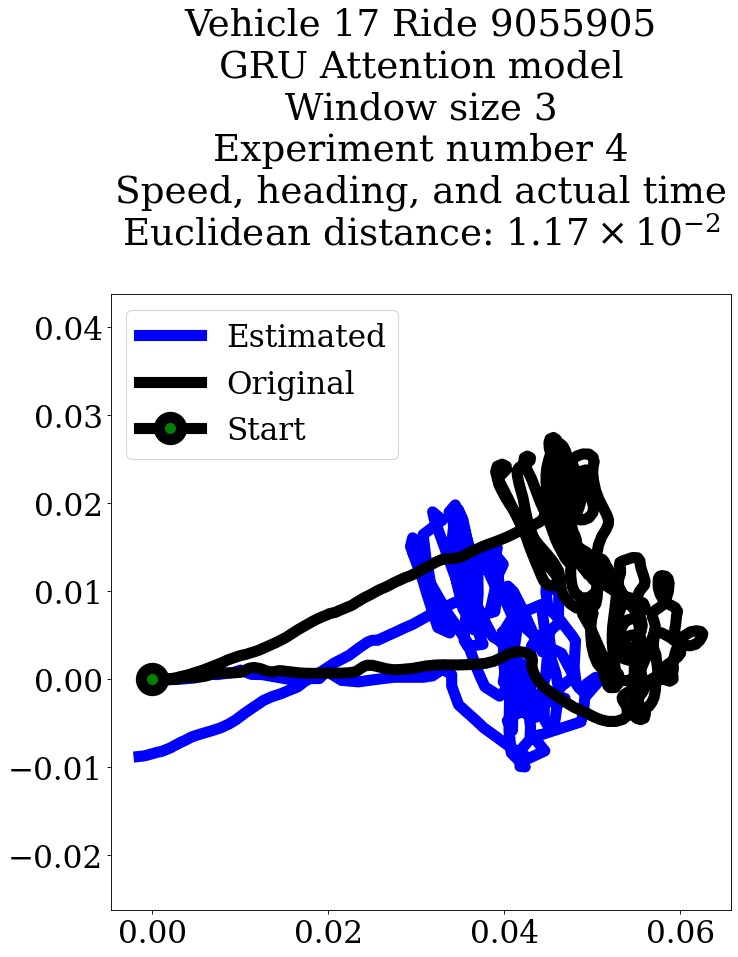 Vehicle 17 Ride 9055905
GRU Attention model
Window size 3
Experiment number 4
Speed, heading, and actual time
Euclidean distance: 1.17 × 10⁻²
Estimated
Original
Start
0.04
0.03
0.02
0.01
0.00
−0.01
−0.02
0.00 0.02 0.04 0.06